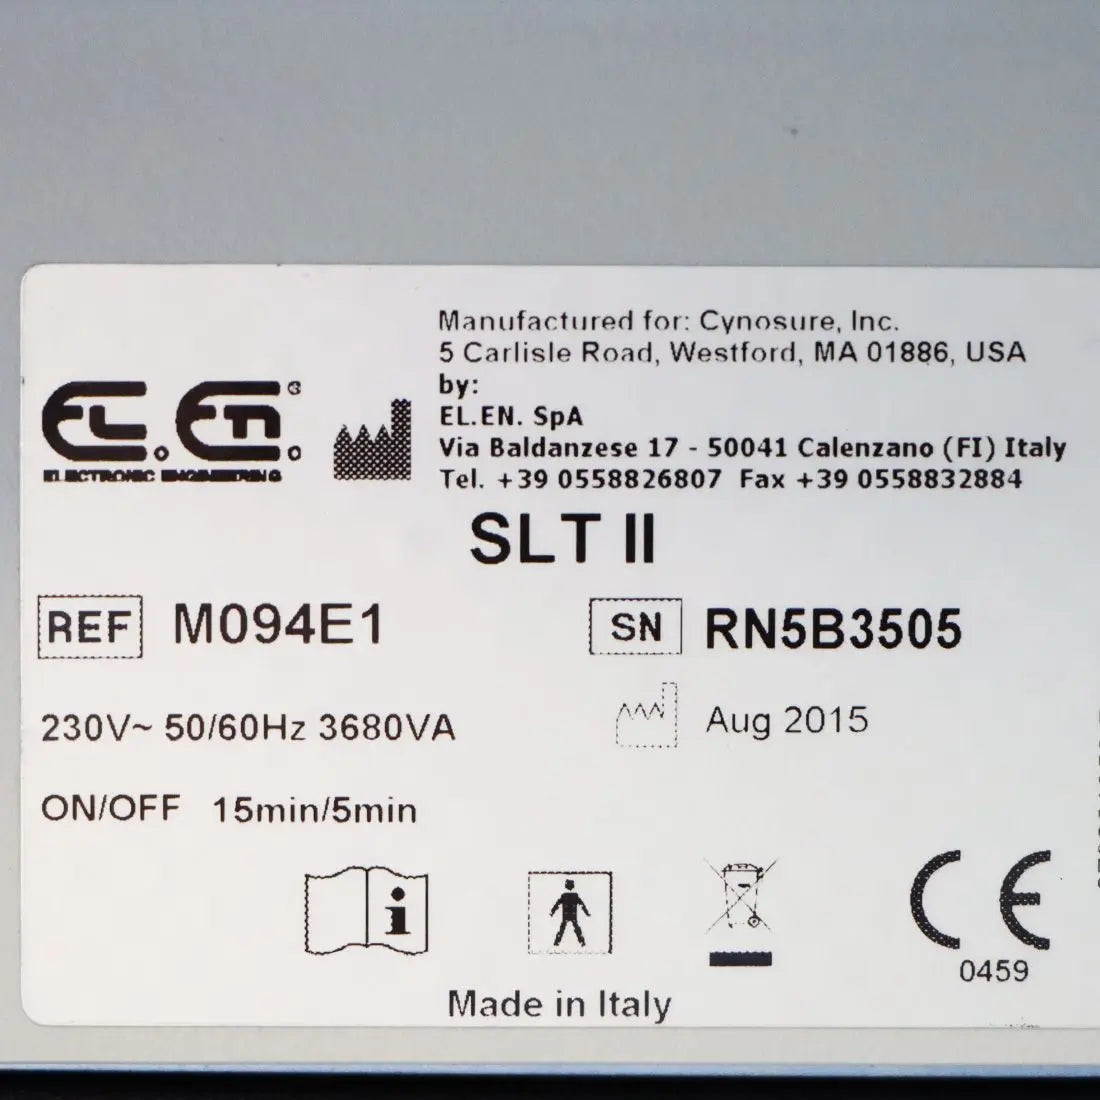 Manufactured for: Cynosure, Inc.
5 Carlisle Road, Westford, MA 01886, USA
by:
EL.EN. SpA
Via Baldanzese 17 - 50041 Calenzano (FI) Italy
Tel. +39 0558826807 Fax +39 0558832884
EL.En.®
ELECTRONIC ENGINEERING
SLT II
REF M094E1
SN RN5B3505
230V~ 50/60Hz 3680VA
Aug 2015
ON/OFF 15min/5min
i
CE
0459
Made in Italy